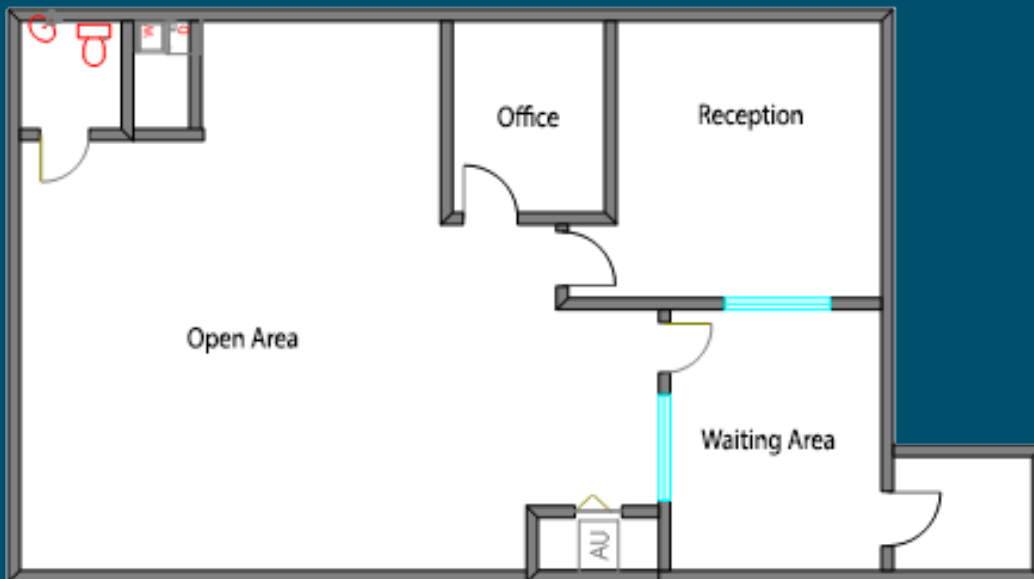 W
D
Office
Reception
Open Area
Waiting Area
AU